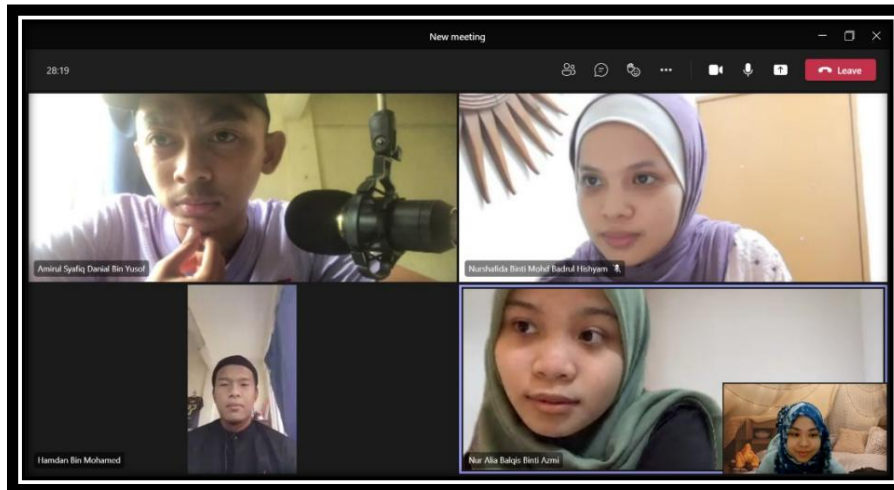 New meeting
28:19
Leave
Amirul Syafiq Danial Bin Yusof
Nurshalida Binti Mohd Badrul Hishyam
Hamdan Bin Mohamed
Nur Alia Balqis Binti Azmi